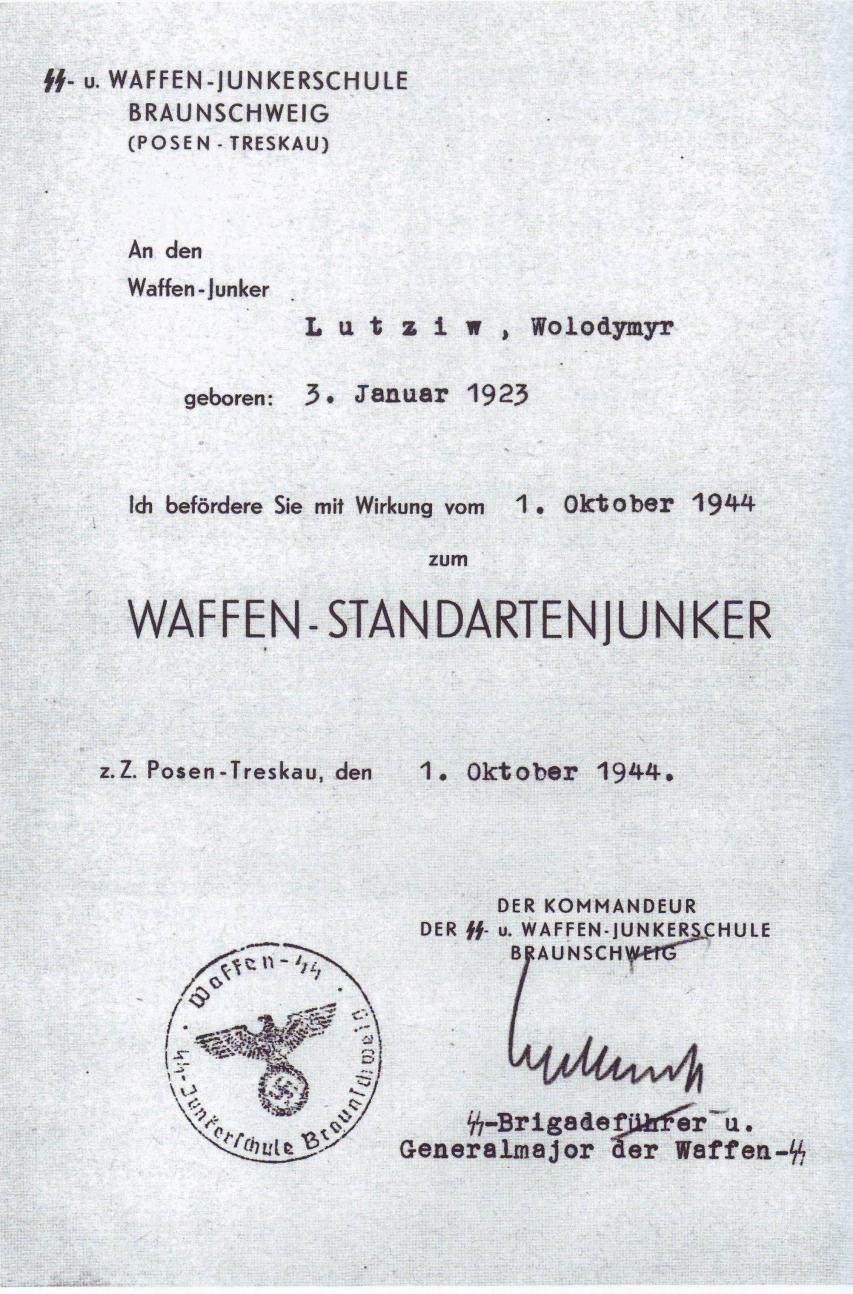 SS- u. WAFFEN-JUNKERSCHULE
BRAUNSCHWEIG
(POSEN - TRESKAU)
An den
Waffen-Junker
Lutziw, Wolodymyr
geboren: 3. Januar 1923
Ich befördere Sie mit Wirkung vom 1. Oktober 1944
zum
WAFFEN-STANDARTENJUNKER
z. Z. Posen-Treskau, den 1. Oktober 1944.
DER KOMMANDEUR
DER SS- u. WAFFEN-JUNKERSCHULE
BRAUNSCHWEIG
SS-Brigadeführer u.
Generalmajor der Waffen-SS
Waffen-SS
SS-Junkerschule Braunschweig